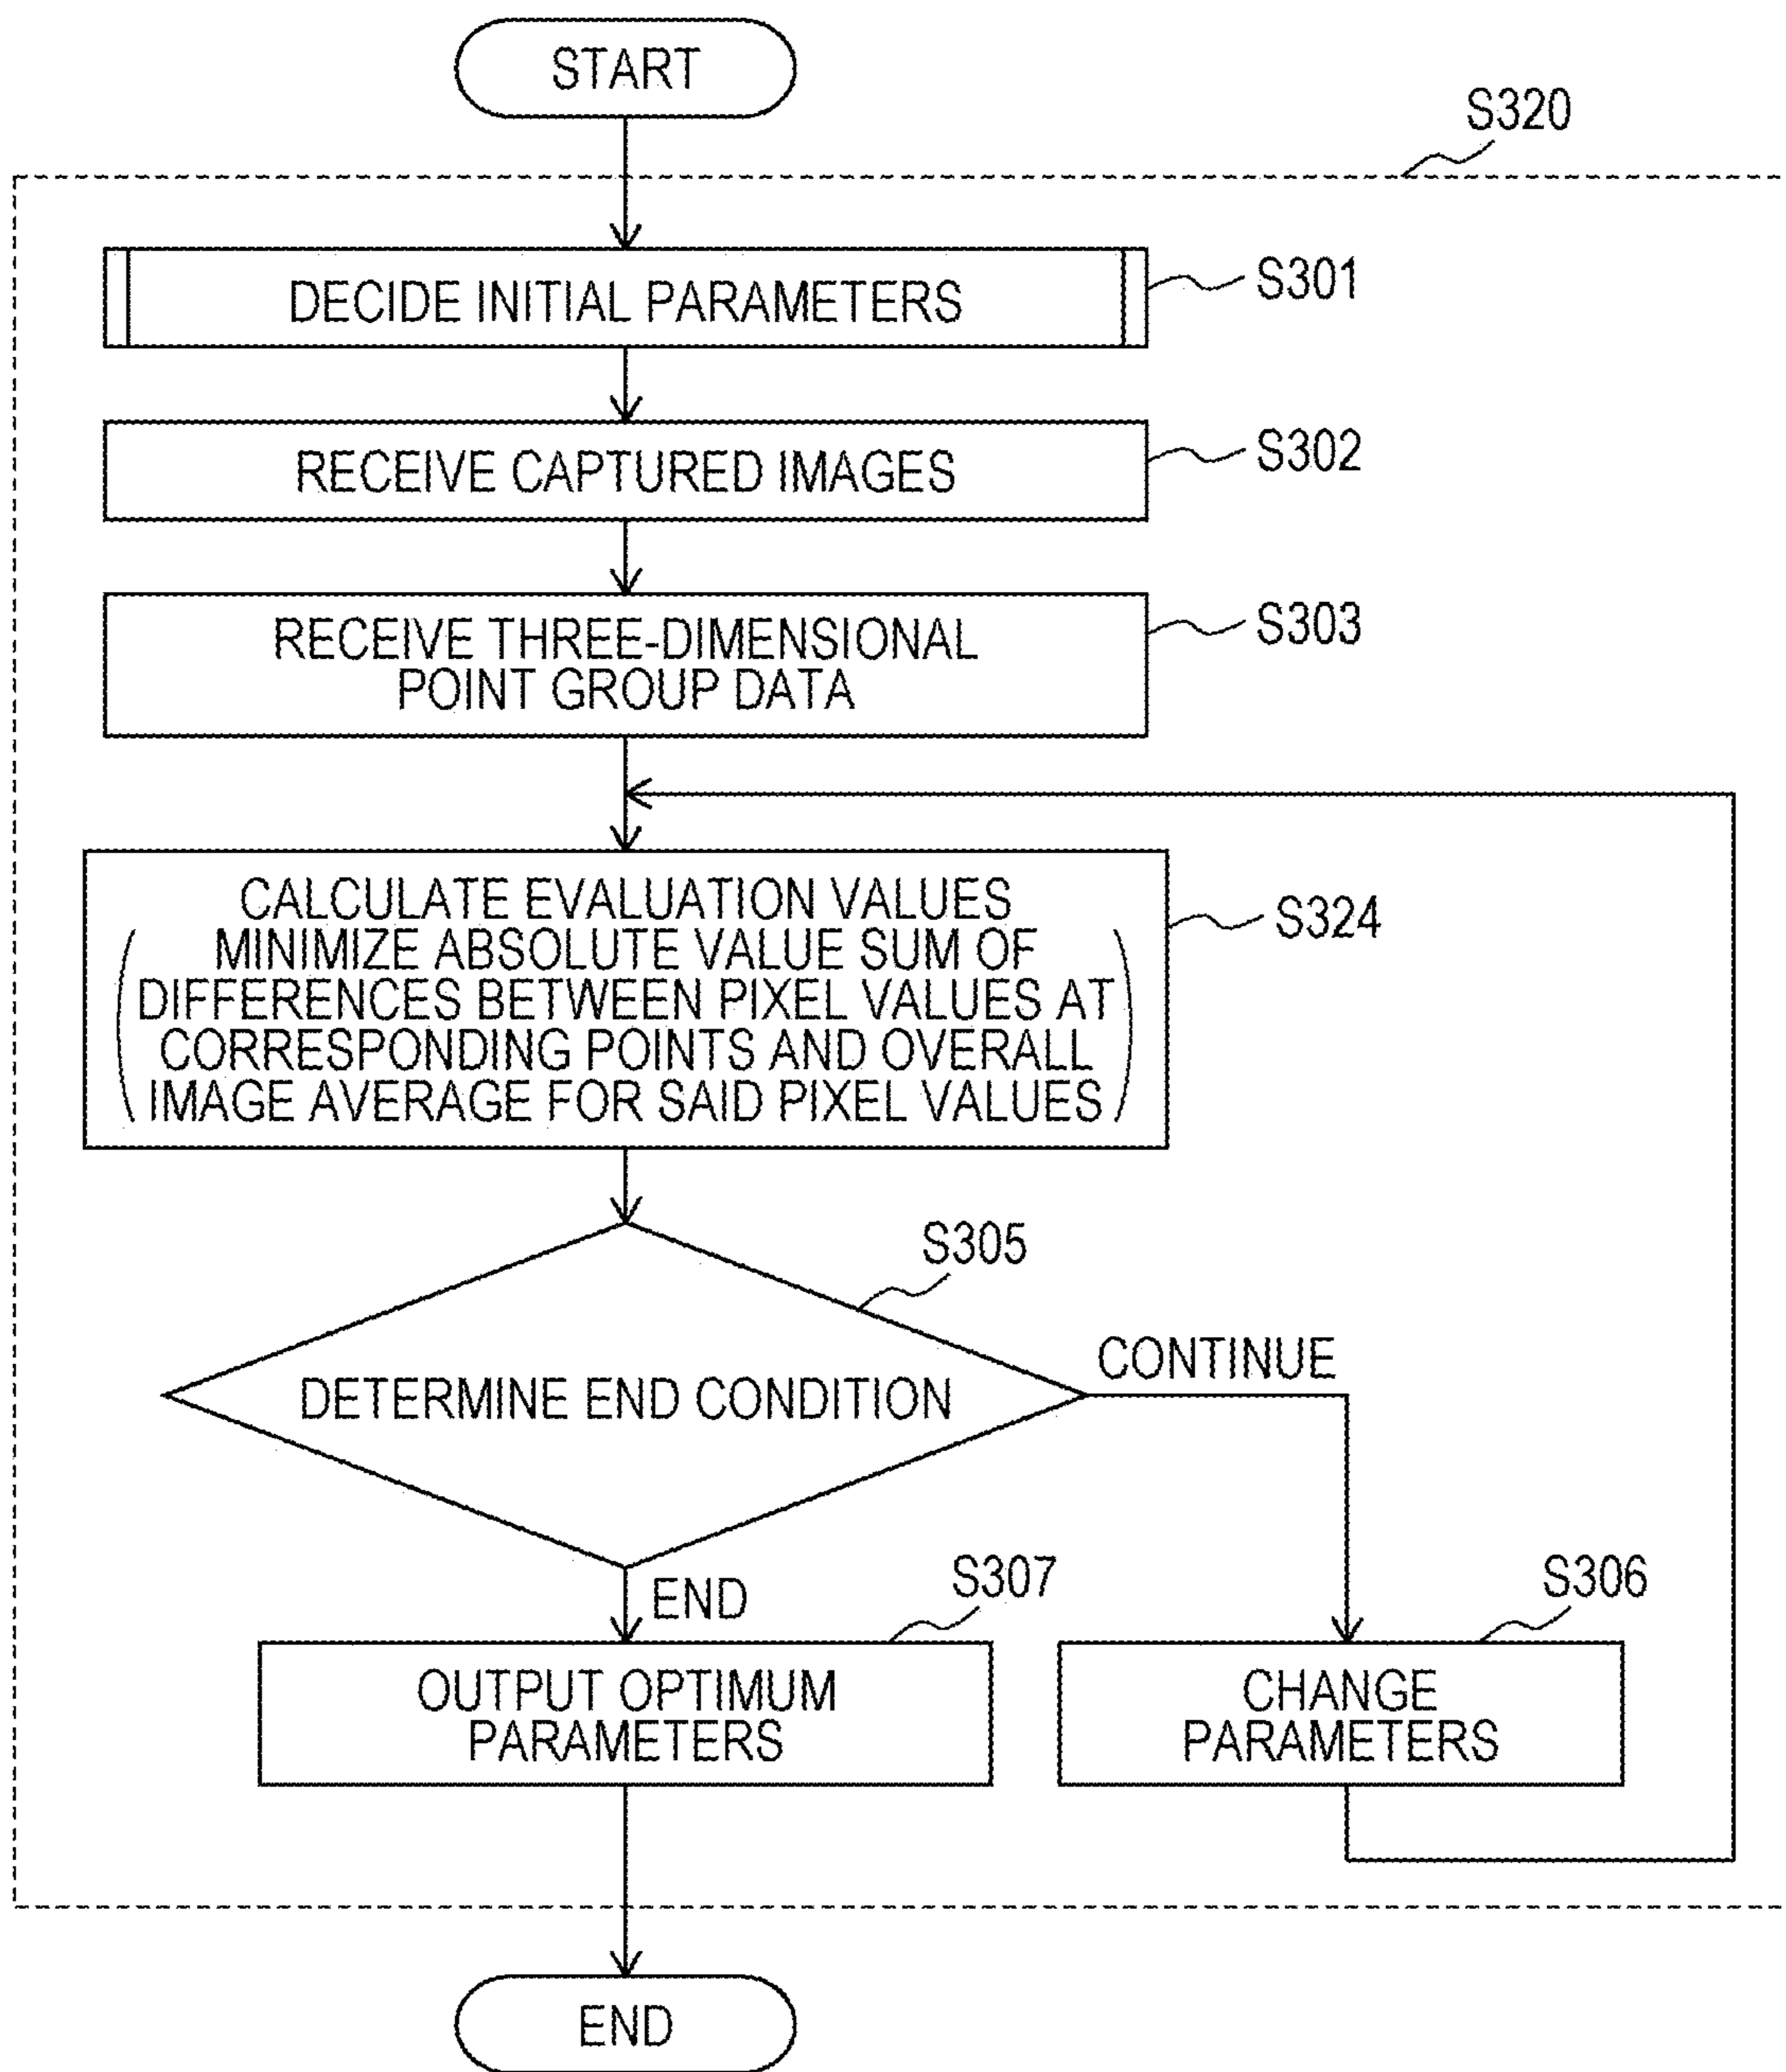 START
S320
DECIDE INITIAL PARAMETERS
S301
RECEIVE CAPTURED IMAGES
S302
RECEIVE THREE-DIMENSIONAL
POINT GROUP DATA
S303
CALCULATE EVALUATION VALUES
MINIMIZE ABSOLUTE VALUE SUM OF
DIFFERENCES BETWEEN PIXEL VALUES AT
CORRESPONDING POINTS AND OVERALL
IMAGE AVERAGE FOR SAID PIXEL VALUES
S324
S305
DETERMINE END CONDITION
CONTINUE
END
S307
OUTPUT OPTIMUM
PARAMETERS
S306
CHANGE
PARAMETERS
END